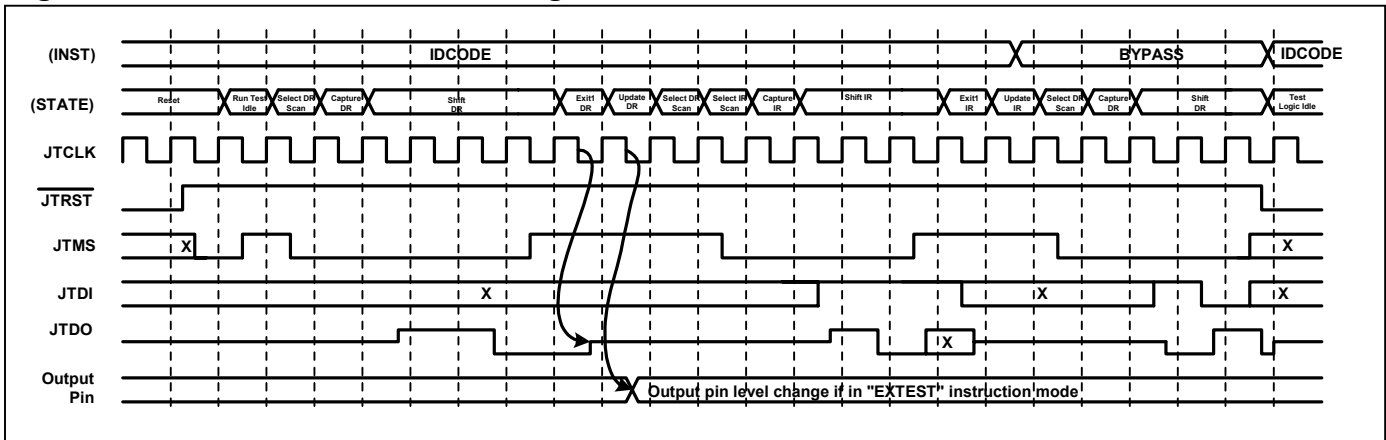 (INST) IDCODE BYPASS IDCODE
(STATE) Reset Run Test Idle Select DR Scan Capture DR Shift DR Exit1 DR Update DR Select DR Scan Select IR Scan Capture IR Shift IR Exit1 IR Update IR Select DR Scan Capture DR Shift DR Test Logic Idle
JTCLK
JTRST
JTMS X X
JTDI X X X
JTDO X
Output
Pin
Output pin level change if in "EXTEST" instruction mode